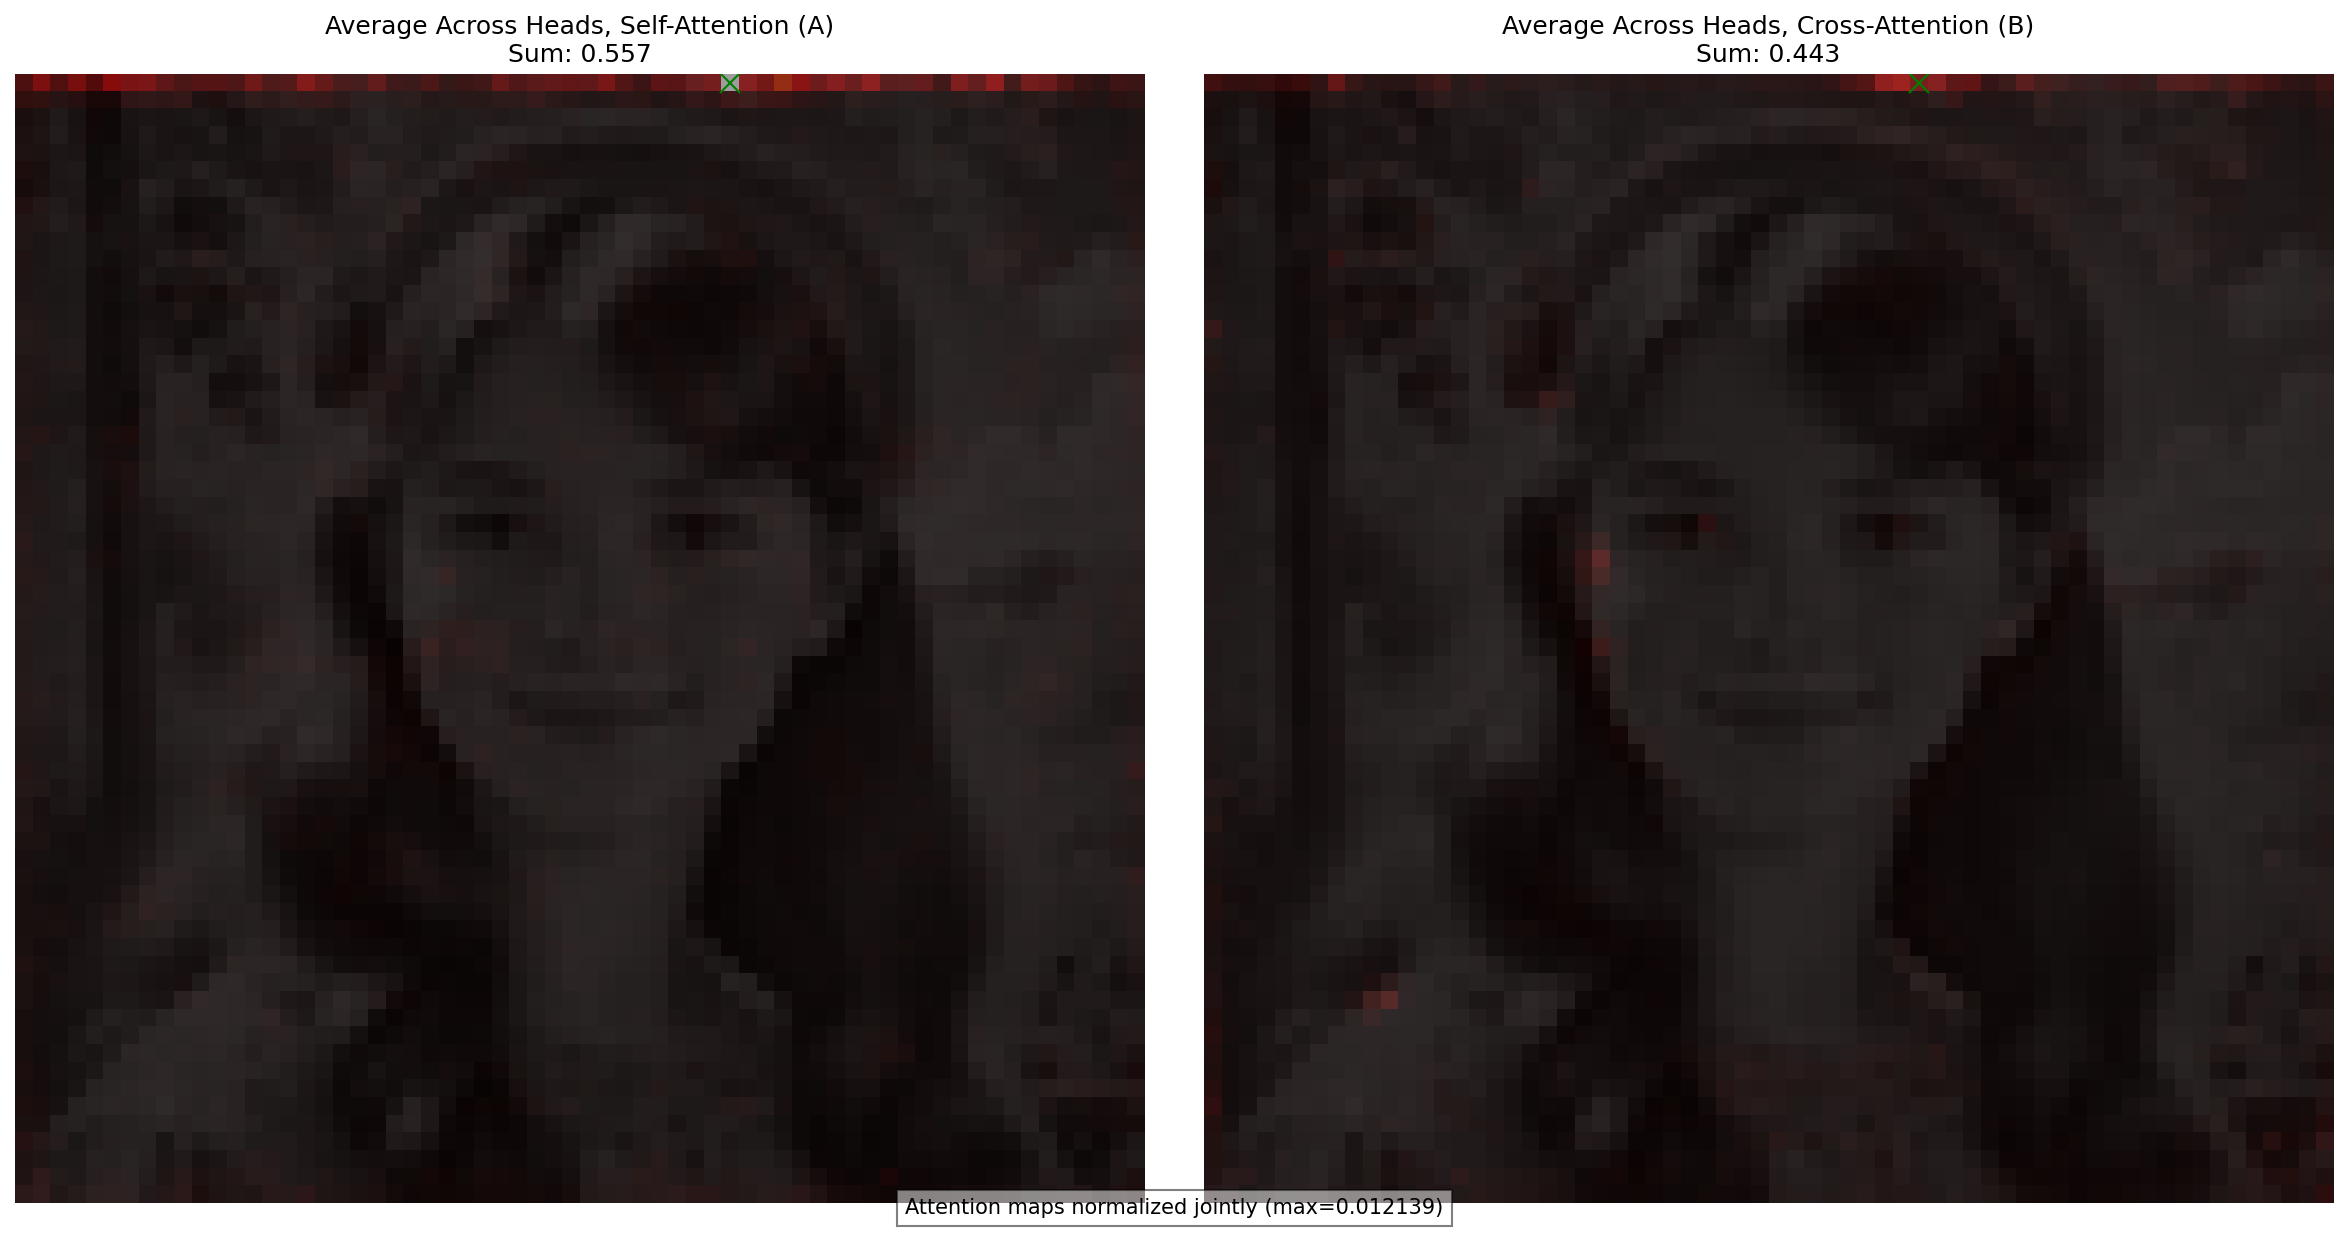 Average Across Heads, Self-Attention (A)
Sum: 0.557
Average Across Heads, Cross-Attention (B)
Sum: 0.443
Attention maps normalized jointly (max=0.012139)